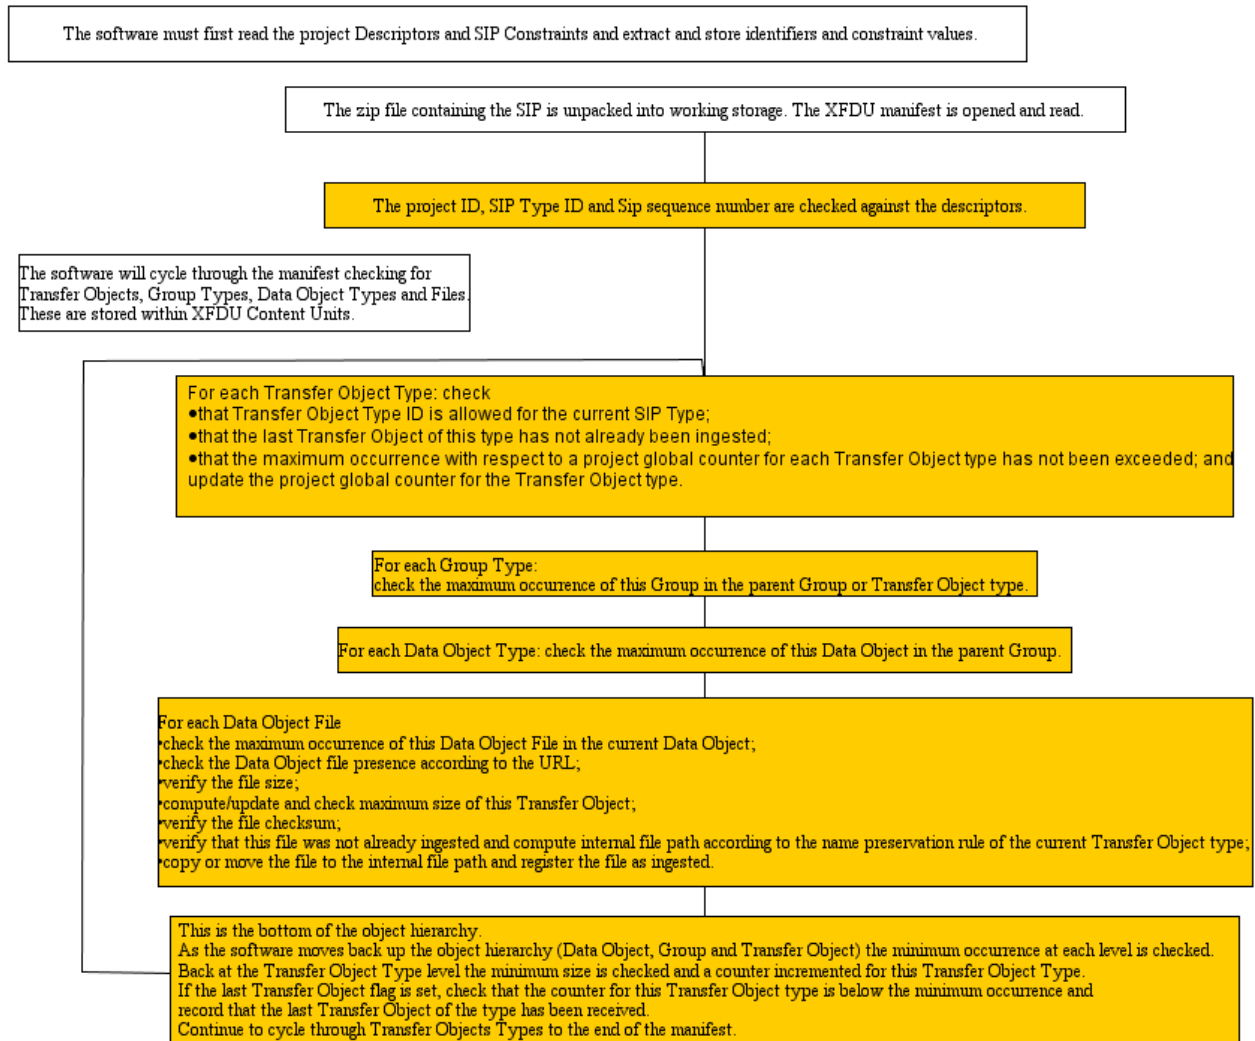 The software must first read the project Descriptors and SIP Constraints and extract and store identifiers and constraint values.
The zip file containing the SIP is unpacked into working storage. The XFDU manifest is opened and read.
The project ID, SIP Type ID and Sip sequence number are checked against the descriptors.
The software will cycle through the manifest checking for
Transfer Objects, Group Types, Data Object Types and Files.
These are stored within XFDU Content Units.
For each Transfer Object Type: check
●that Transfer Object Type ID is allowed for the current SIP Type;
●that the last Transfer Object of this type has not already been ingested;
●that the maximum occurrence with respect to a project global counter for each Transfer Object type has not been exceeded; and
update the project global counter for the Transfer Object type.
For each Group Type:
check the maximum occurrence of this Group in the parent Group or Transfer Object type.
For each Data Object Type: check the maximum occurrence of this Data Object in the parent Group.
For each Data Object File
•check the maximum occurrence of this Data Object File in the current Data Object;
•check the Data Object file presence according to the URL;
•verify the file size;
•compute/update and check maximum size of this Transfer Object;
•verify the file checksum;
•verify that this file was not already ingested and compute internal file path according to the name preservation rule of the current Transfer Object type;
•copy or move the file to the internal file path and register the file as ingested.
This is the bottom of the object hierarchy.
As the software moves back up the object hierarchy (Data Object, Group and Transfer Object) the minimum occurrence at each level is checked.
Back at the Transfer Object Type level the minimum size is checked and a counter incremented for this Transfer Object Type.
If the last Transfer Object flag is set, check that the counter for this Transfer Object type is below the minimum occurrence and
record that the last Transfer Object of the type has been received.
Continue to cycle through Transfer Objects Types to the end of the manifest.